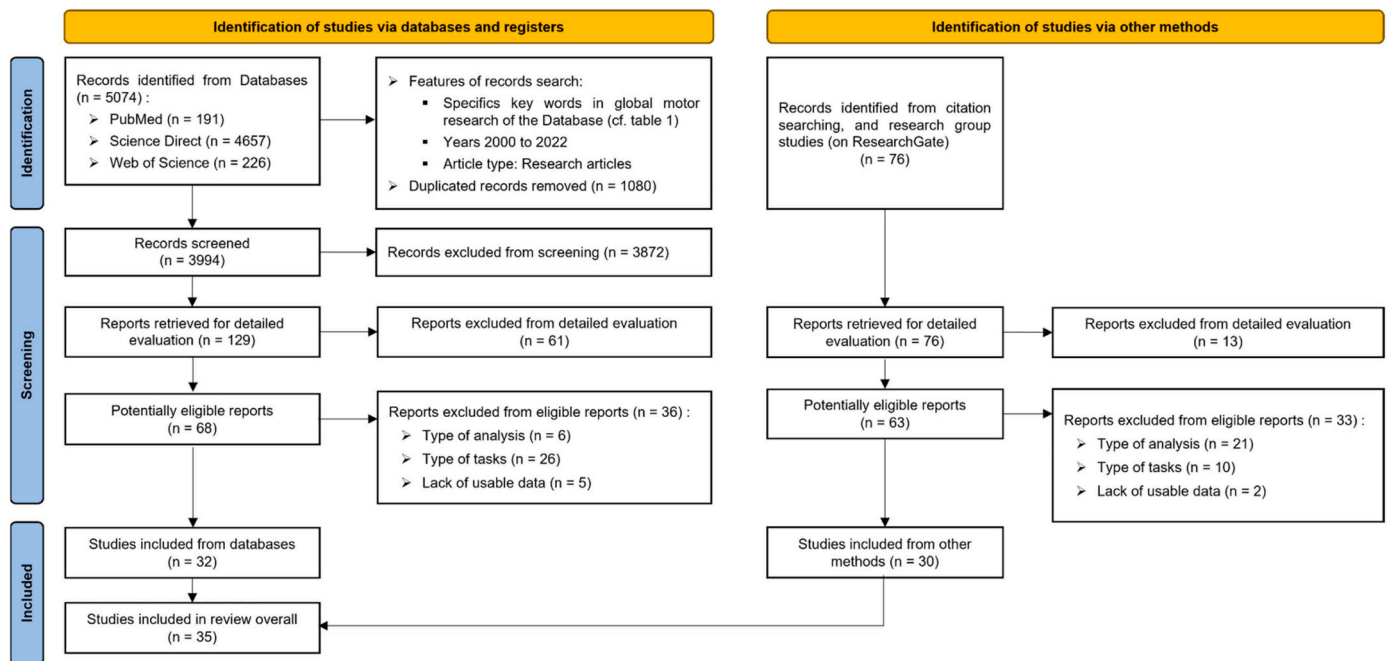 Identification of studies via databases and registers
Identification of studies via other methods
Identification
Records identified from Databases
(n = 5074) :
➢ PubMed (n = 191)
➢ Science Direct (n = 4657)
➢ Web of Science (n = 226)
➢ Features of records search:
▪ Specifics key words in global motor
research of the Database (cf. table 1)
▪ Years 2000 to 2022
▪ Article type: Research articles
➢ Duplicated records removed (n = 1080)
Records identified from citation
searching, and research group
studies (on ResearchGate)
(n = 76)
Screening
Records screened
(n = 3994)
Records excluded from screening (n = 3872)
Reports retrieved for detailed
evaluation (n = 129)
Reports excluded from detailed evaluation
(n = 61)
Reports retrieved for detailed
evaluation (n = 76)
Reports excluded from detailed evaluation
(n = 13)
Potentially eligible reports
(n = 68)
Reports excluded from eligible reports (n = 36) :
➢ Type of analysis (n = 6)
➢ Type of tasks (n = 26)
➢ Lack of usable data (n = 5)
Potentially eligible reports
(n = 63)
Reports excluded from eligible reports (n = 33) :
➢ Type of analysis (n = 21)
➢ Type of tasks (n = 10)
➢ Lack of usable data (n = 2)
Included
Studies included from databases
(n = 32)
Studies included from other
methods (n = 30)
Studies included in review overall
(n = 35)